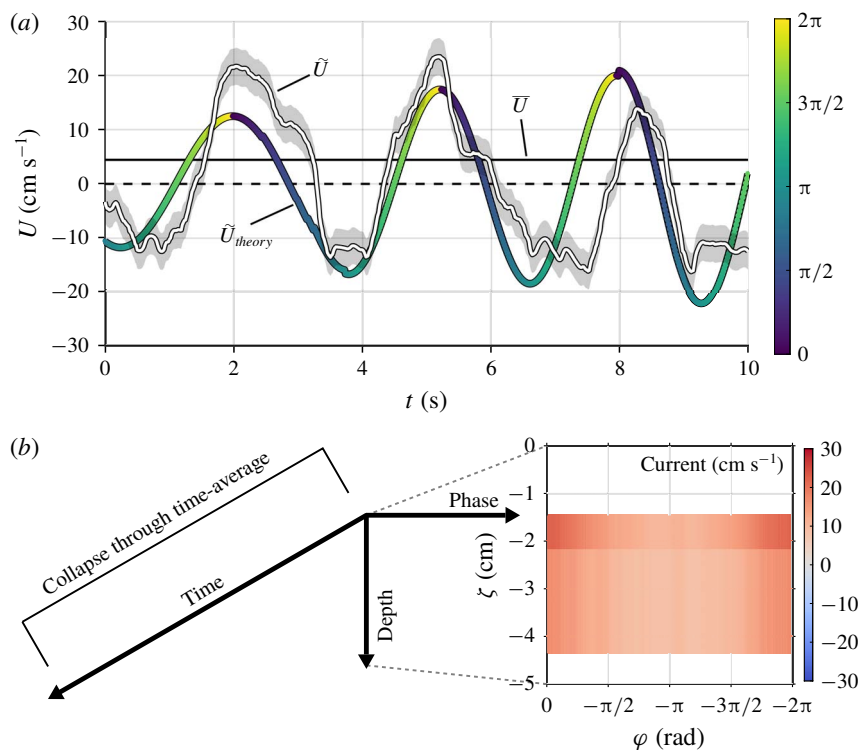 (a)
30
20
10
0
−10
−20
−30
U (cm s⁻¹)
Ũ
U̅
Ũtheory
0
2
4
6
8
10
t (s)
2π
3π/2
π
π/2
0
(b)
Collapse through time-average
Time
Phase
Depth
Current (cm s⁻¹)
0
−1
−2
−3
−4
−5
ζ (cm)
0
−π/2
−π
−3π/2
−2π
φ (rad)
30
20
10
0
−10
−20
−30